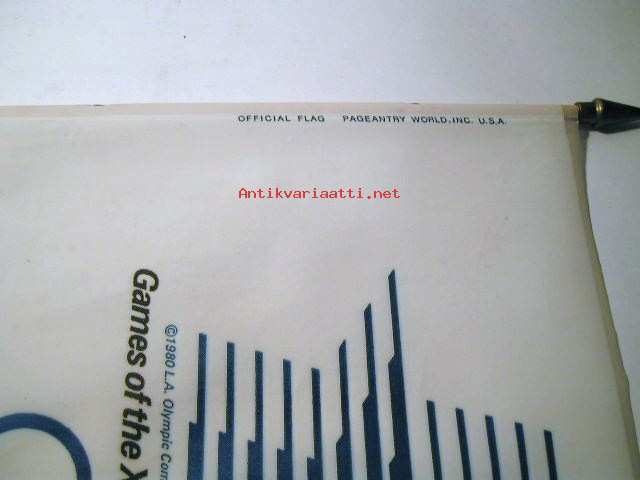 OFFICIAL FLAG PAGEANTRY WORLD, INC. U.S.A.
Antikvariaatti.net
©1980 L.A. Olympic Com
Games of the X